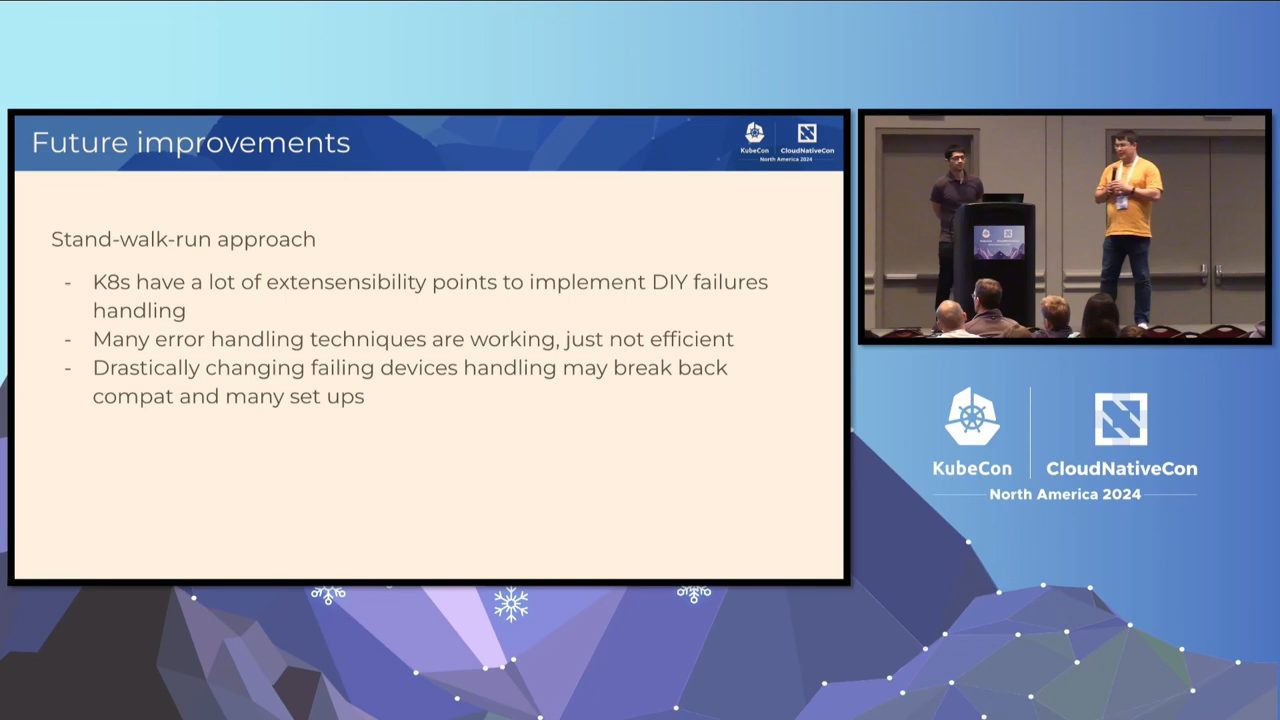 Future improvements
KubeCon
CloudNativeCon
North America 2024
Stand-walk-run approach
- K8s have a lot of extensensibility points to implement DIY failures
handling
- Many error handling techniques are working, just not efficient
- Drastically changing failing devices handling may break back
compat and many set ups
KubeCon
CloudNativeCon
North America 2024